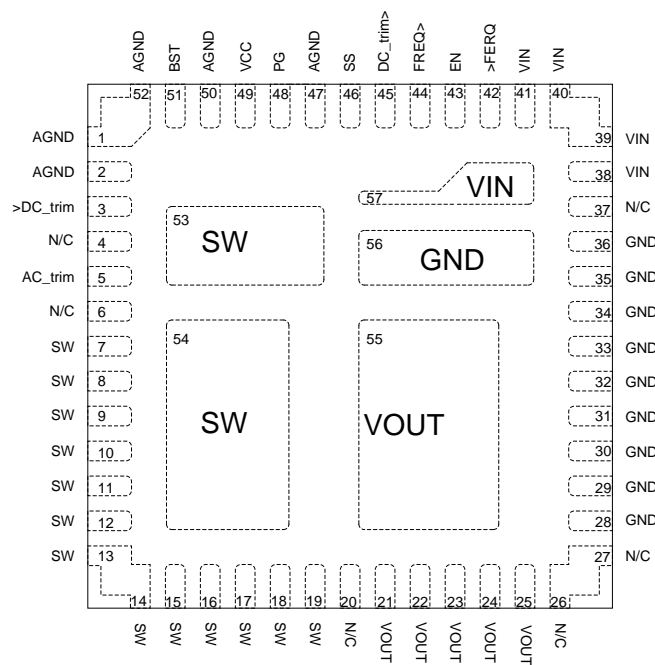 AGND
BST
AGND
VCC
PG
AGND
SS
DC_trim>
FREQ>
EN
>FERQ
VIN
VIN
52
51
50
49
48
47
46
45
44
43
42
41
40
AGND 1
AGND 2
>DC_trim 3
N/C 4
AC_trim 5
N/C 6
SW 7
SW 8
SW 9
SW 10
SW 11
SW 12
SW 13
39 VIN
38 VIN
37 N/C
36 GND
35 GND
34 GND
33 GND
32 GND
31 GND
30 GND
29 GND
28 GND
27 N/C
57 VIN
53 SW
56 GND
54 SW
55 VOUT
14
15
16
17
18
19
20
21
22
23
24
25
26
SW
SW
SW
SW
SW
SW
N/C
VOUT
VOUT
VOUT
VOUT
VOUT
N/C